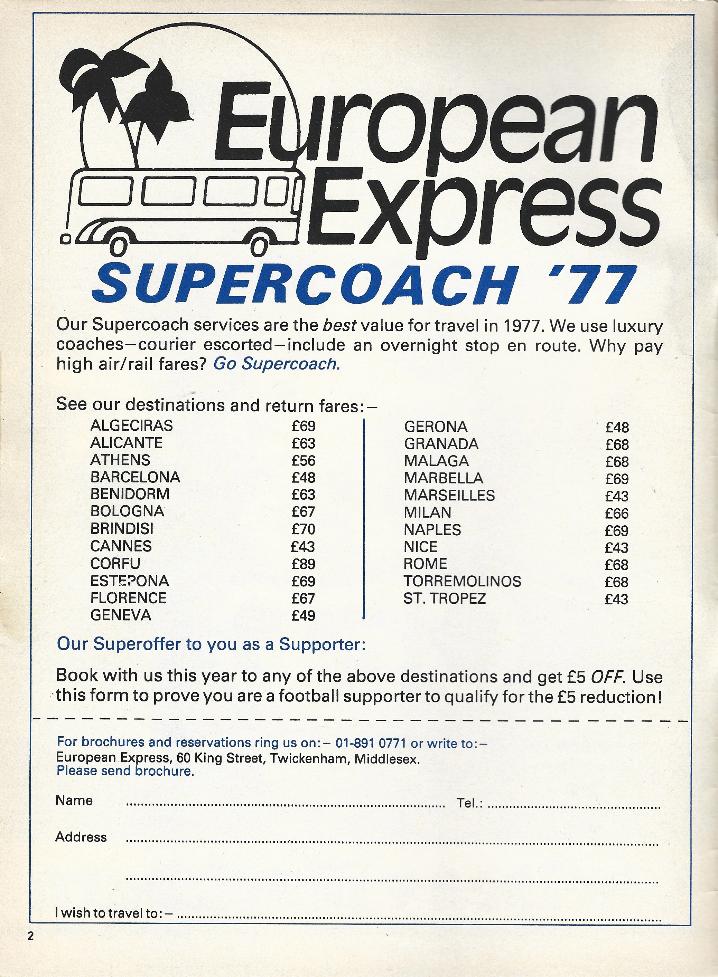 European
Express
SUPERCOACH '77
Our Supercoach services are the best value for travel in 1977. We use luxury
coaches—courier escorted—include an overnight stop en route. Why pay
high air/rail fares? Go Supercoach.
See our destinations and return fares:—
ALGECIRAS £69
ALICANTE £63
ATHENS £56
BARCELONA £48
BENIDORM £63
BOLOGNA £67
BRINDISI £70
CANNES £43
CORFU £89
ESTEPONA £69
FLORENCE £67
GENEVA £49
GERONA £48
GRANADA £68
MALAGA £68
MARBELLA £69
MARSEILLES £43
MILAN £66
NAPLES £69
NICE £43
ROME £68
TORREMOLINOS £68
ST. TROPEZ £43
Our Superoffer to you as a Supporter:
Book with us this year to any of the above destinations and get £5 OFF. Use
this form to prove you are a football supporter to qualify for the £5 reduction!
For brochures and reservations ring us on:— 01-891 0771 or write to:—
European Express, 60 King Street, Twickenham, Middlesex.
Please send brochure.
Name Tel.:
Address
I wish to travel to:—
2